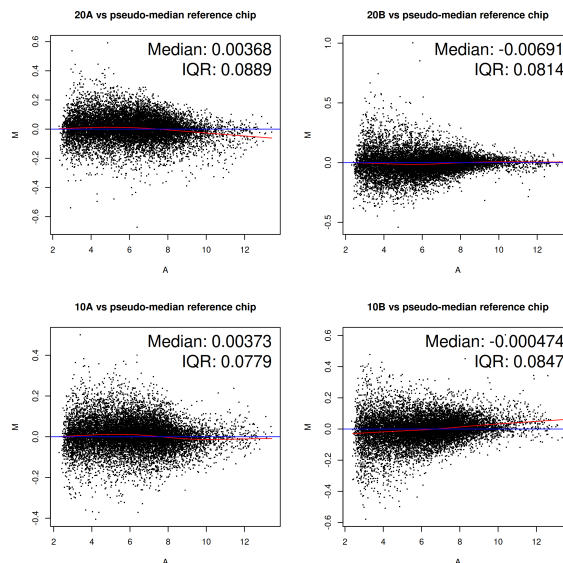 20A vs pseudo-median reference chip
Median: 0.00368
IQR: 0.0889
0.6
0.4
0.2
0.0
-0.2
-0.4
-0.6
M
2 4 6 8 10 12
A
20B vs pseudo-median reference chip
Median: -0.00691
IQR: 0.0814
1.0
0.5
0.0
-0.5
M
2 4 6 8 10 12
A
10A vs pseudo-median reference chip
Median: 0.00373
IQR: 0.0779
0.4
0.2
0.0
-0.2
-0.4
M
2 4 6 8 10 12
A
10B vs pseudo-median reference chip
Median: -0.000474
IQR: 0.0847
0.6
0.4
0.2
0.0
-0.2
-0.4
-0.6
M
2 4 6 8 10 12
A